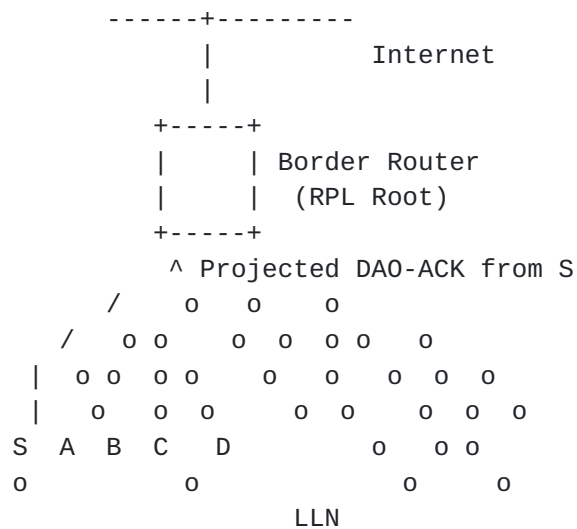 ------+---------
|          Internet
|
+-----+
|     | Border Router
|     |  (RPL Root)
+-----+
^ Projected DAO-ACK from S
/    o   o    o
/   o o    o  o  o o   o
|  o o  o o    o   o   o  o  o
|   o   o  o     o  o    o  o  o
S  A  B  C   D         o   o o
o          o             o     o
LLN